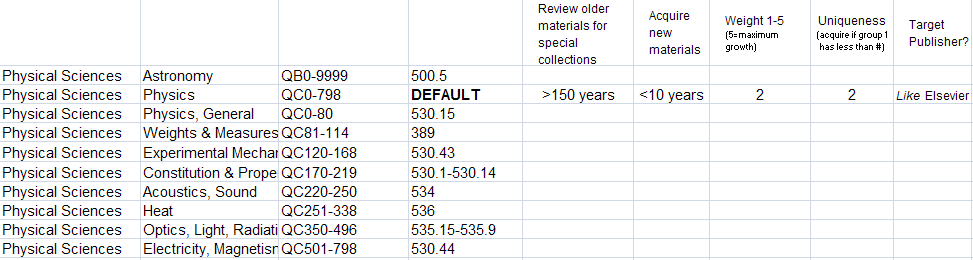 Review older materials for special collections
Acquire new materials
Weight 1-5 (5=maximum growth)
Uniqueness (acquire if group 1 has less than #)
Target Publisher?
Physical Sciences Astronomy QB0-9999 500.5
Physical Sciences Physics QC0-798 DEFAULT >150 years <10 years 2 2 Like Elsevier
Physical Sciences Physics, General QC0-80 530.15
Physical Sciences Weights & Measures QC81-114 389
Physical Sciences Experimental Mechar QC120-168 530.43
Physical Sciences Constitution & Prope QC170-219 530.1-530.14
Physical Sciences Acoustics, Sound QC220-250 534
Physical Sciences Heat QC251-338 536
Physical Sciences Optics, Light, Radiati QC350-496 535.15-535.9
Physical Sciences Electricity, Magnetisr QC501-798 530.44